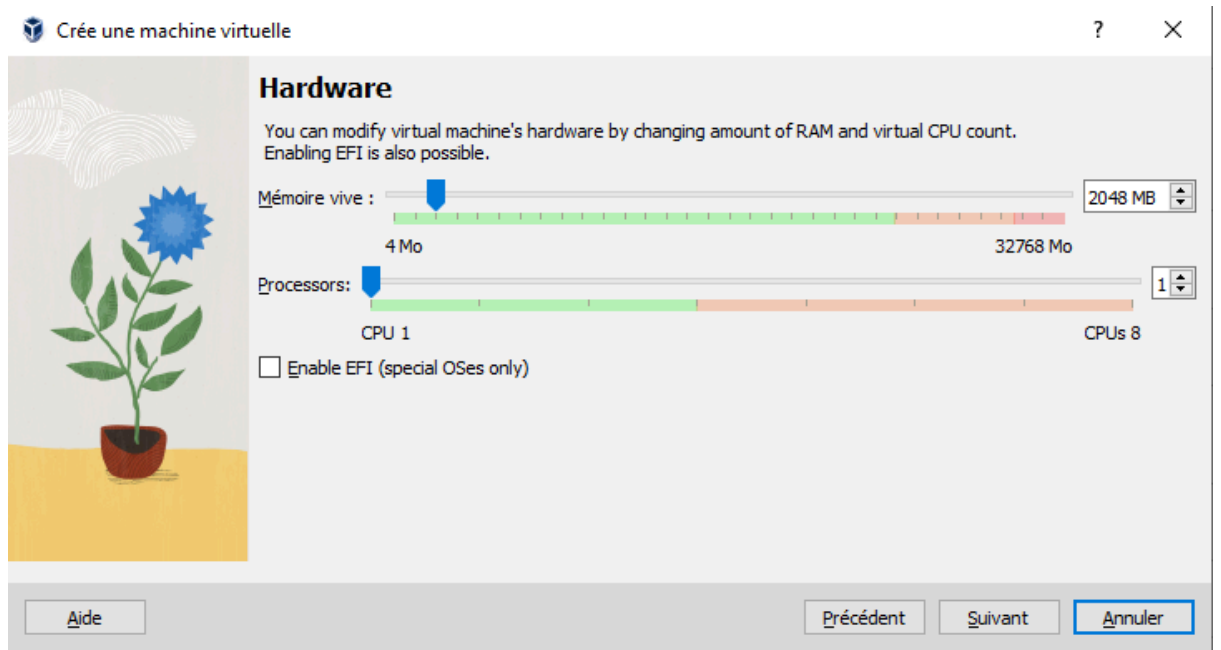 Crée une machine virtuelle ?
Hardware
You can modify virtual machine's hardware by changing amount of RAM and virtual CPU count.
Enabling EFI is also possible.
Mémoire vive : 2048 MB
4 Mo 32768 Mo
Processors: 1
CPU 1 CPUs 8
Enable EFI (special OSes only)
Aide Précédent Suivant Annuler